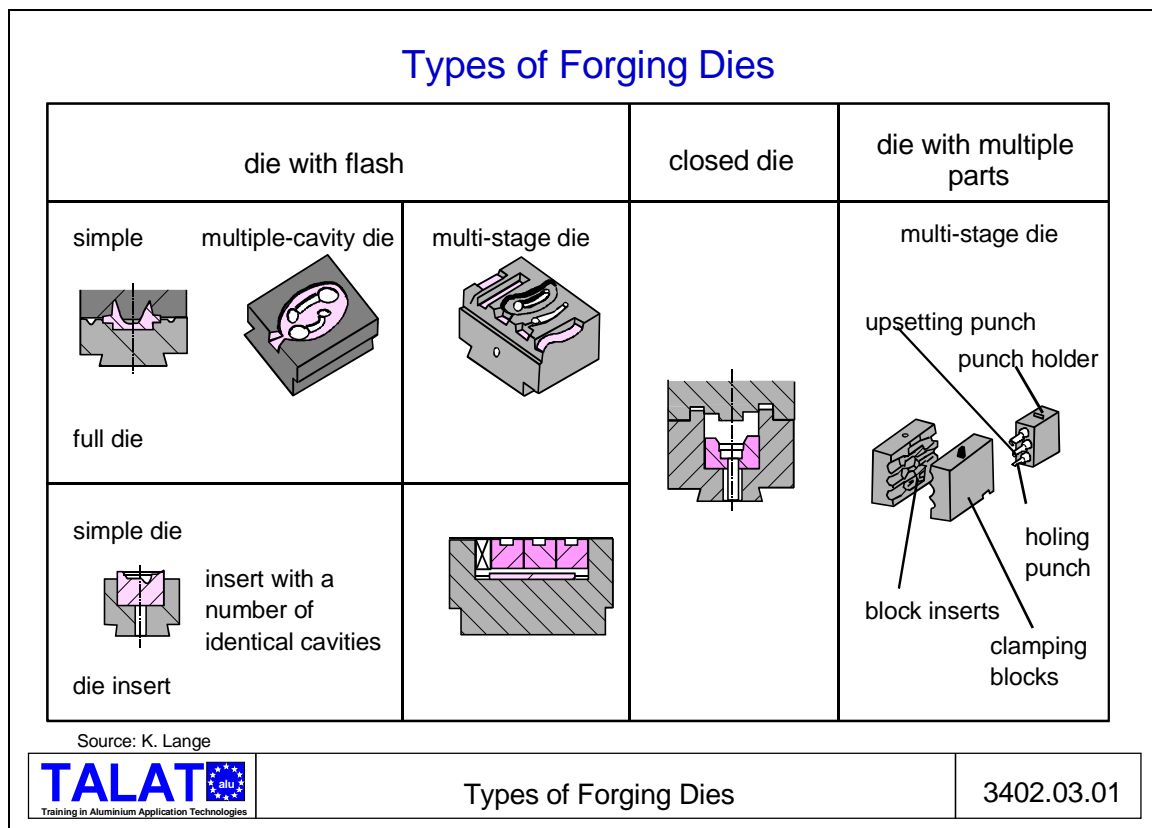 Types of Forging Dies
die with flash
closed die
die with multiple
parts
simple
multiple-cavity die
full die
multi-stage die
multi-stage die
upsetting punch
punch holder
holing
punch
block inserts
clamping
blocks
simple die
insert with a
number of
identical cavities
die insert
Source: K. Lange
TALAT
alu
Training in Aluminium Application Technologies
Types of Forging Dies
3402.03.01